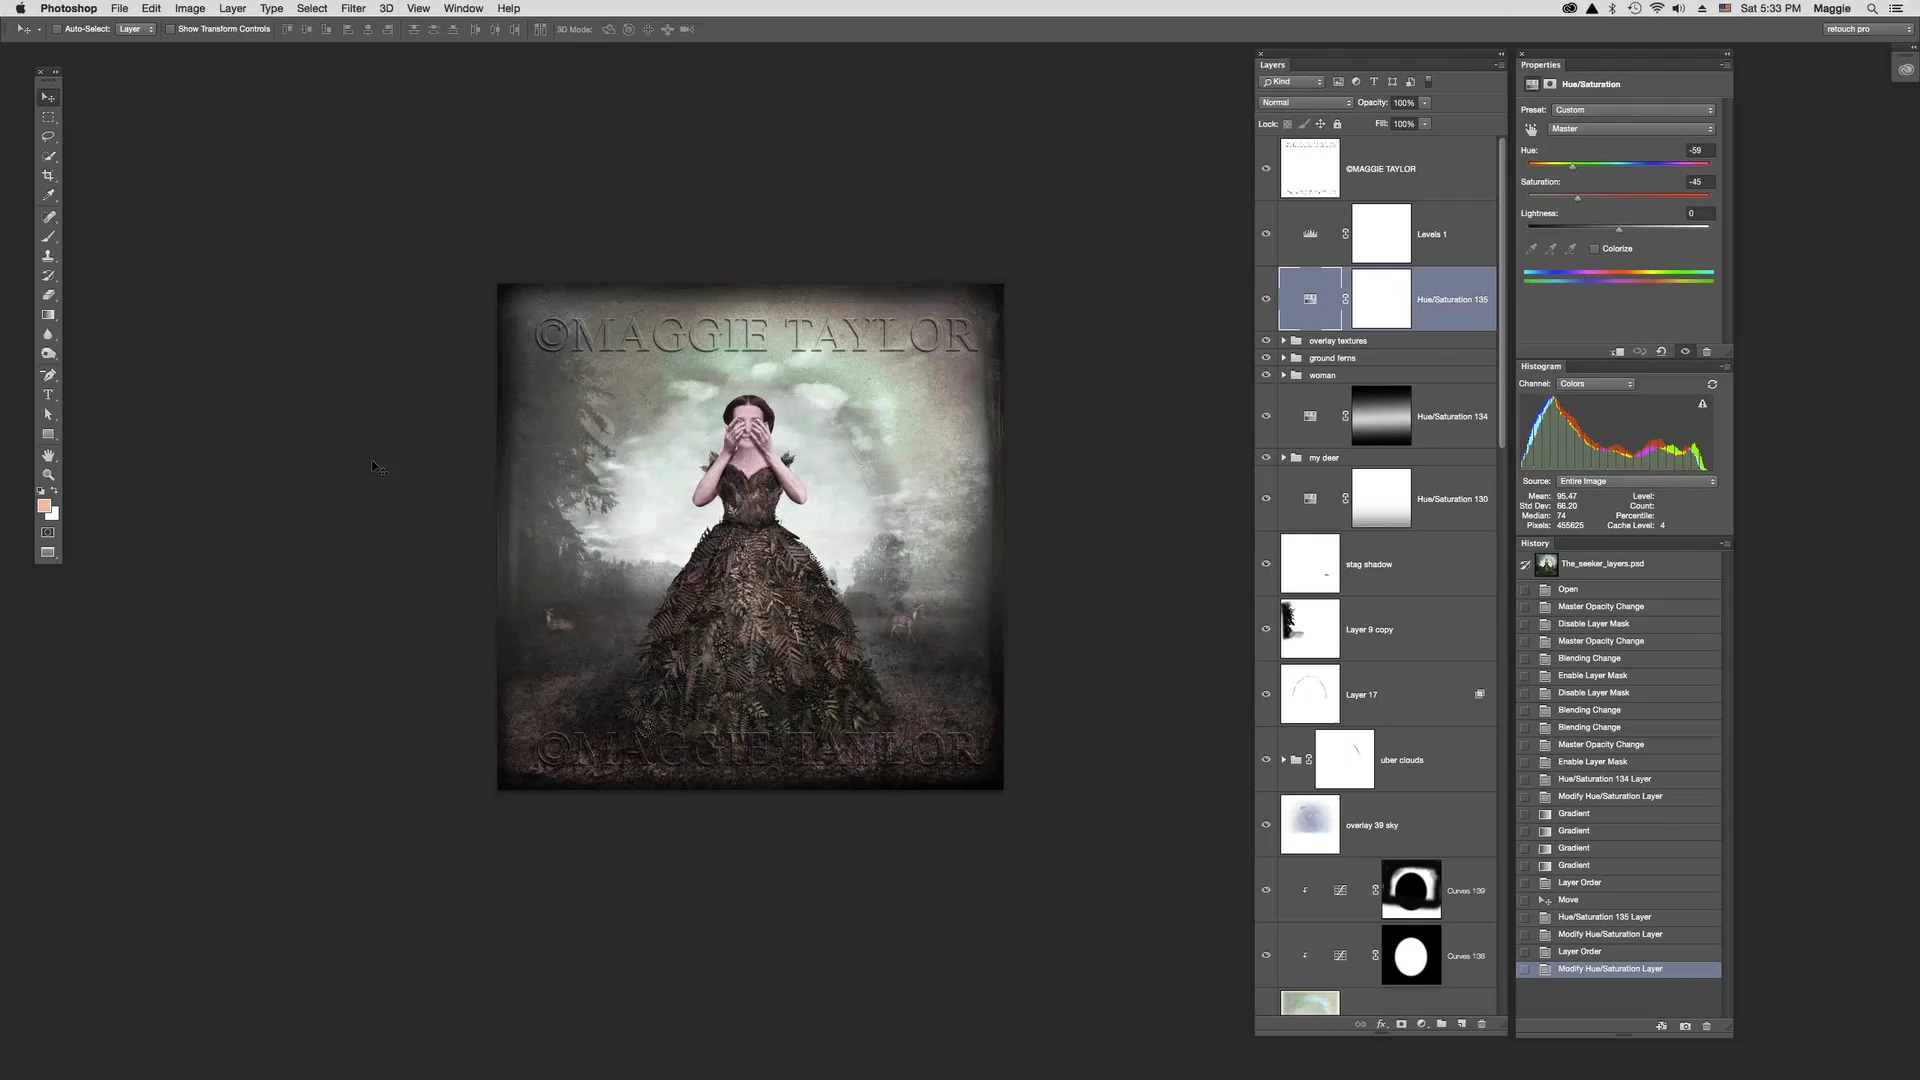 Photoshop File Edit Image Layer Type Select Filter 3D View Window Help
Sat 5:33 PM Maggie
Auto-Select: Layer Show Transform Controls 3D Mode: retouch pro
Layers
Kind
Normal Opacity: 100%
Lock: Fill: 100%
©MAGGIE TAYLOR
Levels 1
Hue/Saturation 135
overlay textures
ground ferns
woman
Hue/Saturation 134
my deer
Hue/Saturation 130
stag shadow
Layer 9 copy
Layer 17
uber clouds
overlay 39 sky
Curves 139
Curves 138
Properties
Hue/Saturation
Preset: Custom
Master
Hue: -59
Saturation: -45
Lightness: 0
Colorize
Histogram
Channel: Colors
Source: Entire Image
Mean: 95.47 Level:
Std Dev: 66.20 Count:
Median: 74 Percentile:
Pixels: 455625 Cache Level: 4
History
The_seeker_layers.psd
Open
Master Opacity Change
Disable Layer Mask
Master Opacity Change
Blending Change
Enable Layer Mask
Disable Layer Mask
Blending Change
Blending Change
Master Opacity Change
Enable Layer Mask
Hue/Saturation 134 Layer
Modify Hue/Saturation Layer
Gradient
Gradient
Gradient
Gradient
Layer Order
Move
Hue/Saturation 135 Layer
Modify Hue/Saturation Layer
Layer Order
Modify Hue/Saturation Layer
©MAGGIE TAYLOR
©MAGGIE TAYLOR